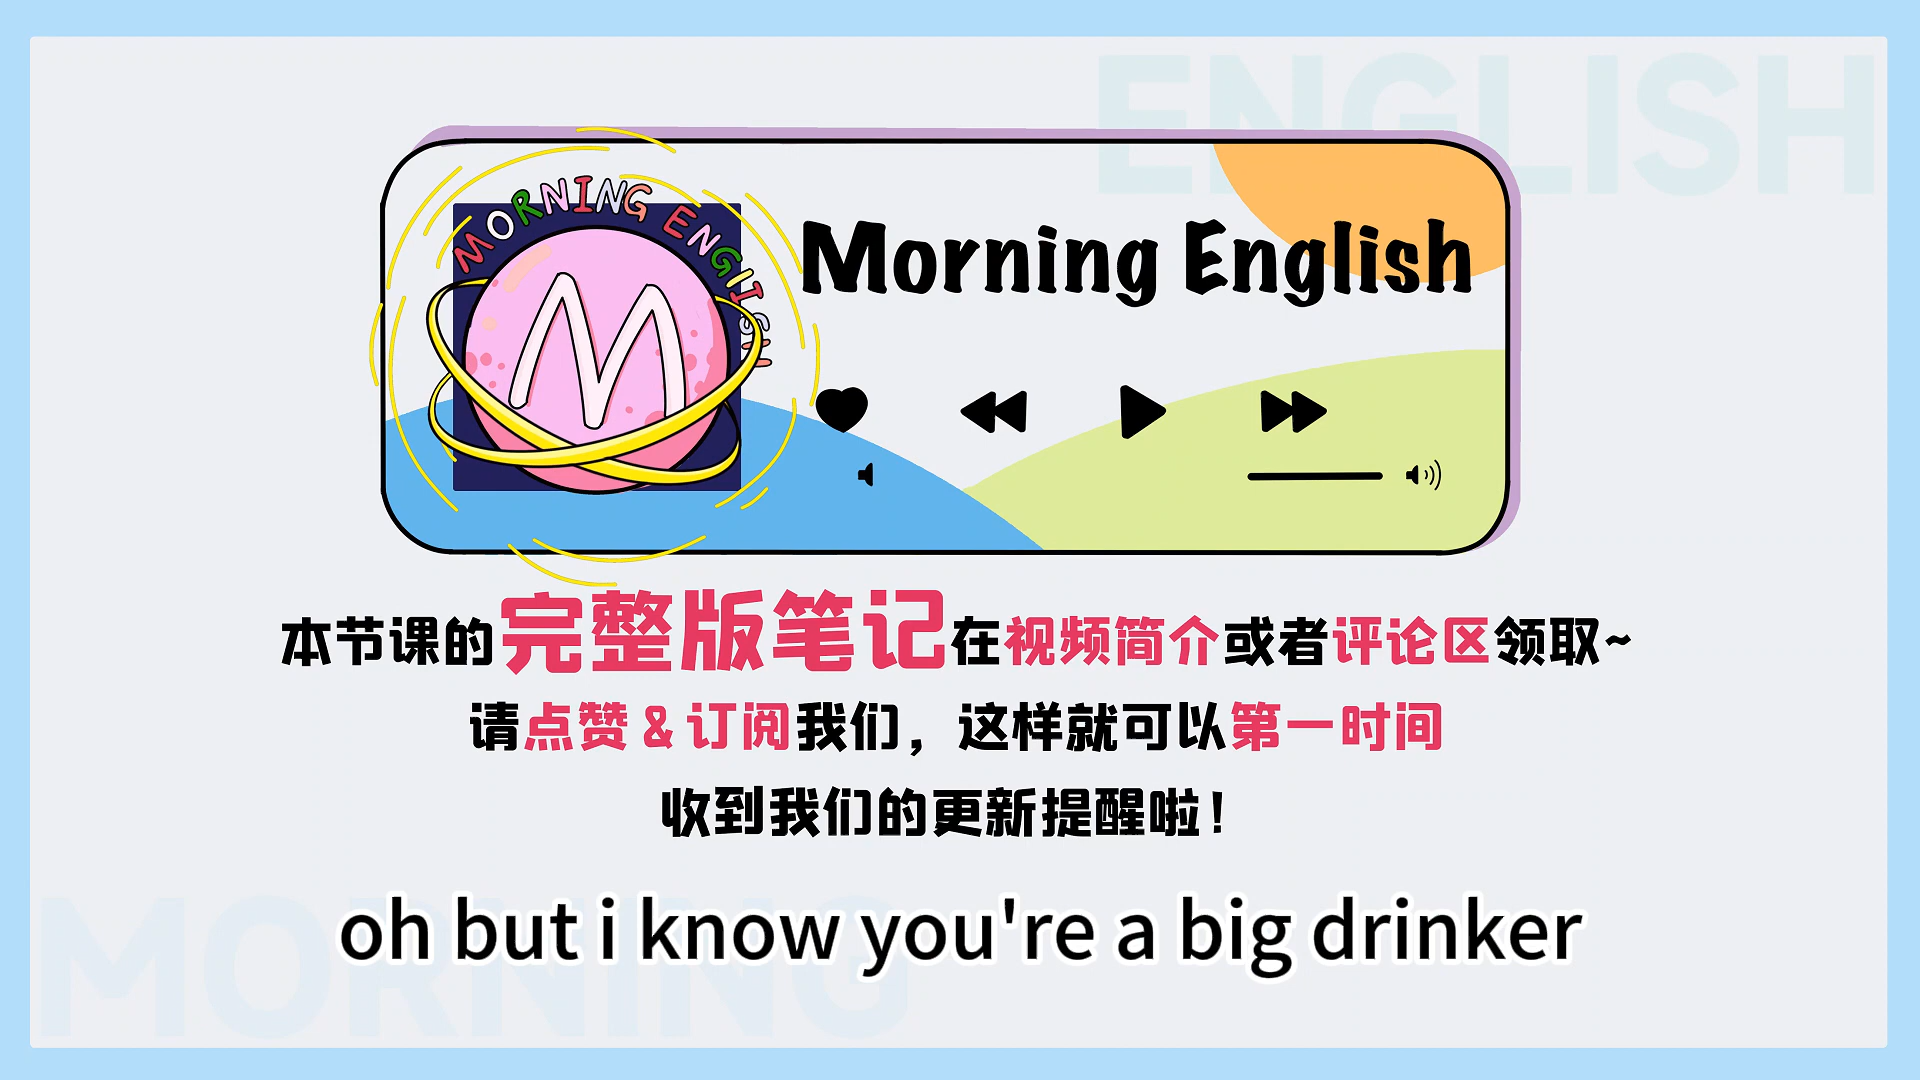 ENGLISH
MORNING ENGLISH
M
Morning English
本节课的完整版笔记在视频简介或者评论区领取~
请点赞&订阅我们，这样就可以第一时间
收到我们的更新提醒啦！
MORNING
oh but i know you're a big drinker